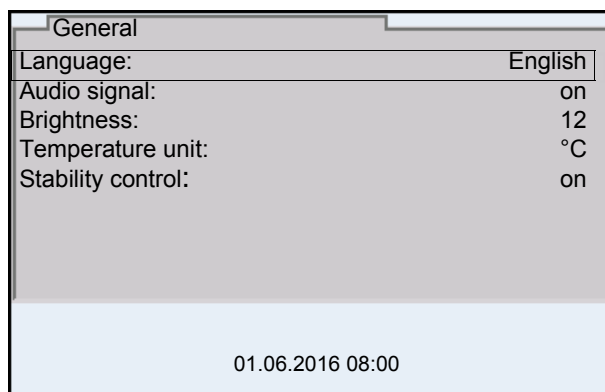 General
Language: English
Audio signal: on
Brightness: 12
Temperature unit: °C
Stability control: on
01.06.2016 08:00